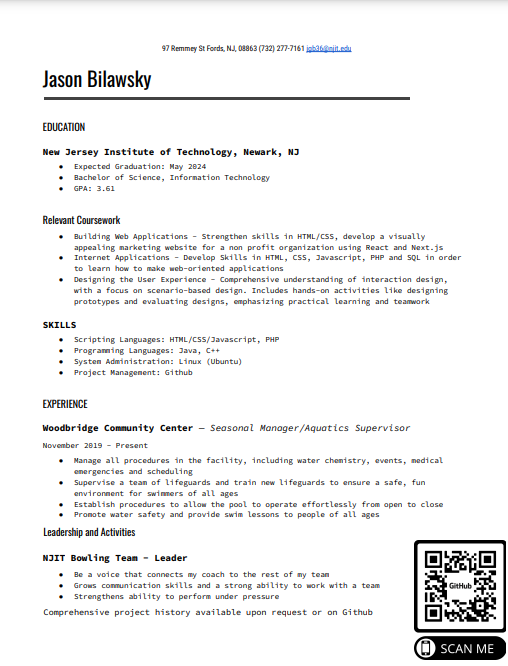 97 Remmey St Fords, NJ, 08863 (732) 277-7161 jgb36@njit.edu
Jason Bilawsky
EDUCATION
New Jersey Institute of Technology, Newark, NJ
● Expected Graduation: May 2024
● Bachelor of Science, Information Technology
● GPA: 3.61
Relevant Coursework
● Building Web Applications – Strengthen skills in HTML/CSS, develop a visually
appealing marketing website for a non profit organization using React and Next.js
● Internet Applications – Develop Skills in HTML, CSS, Javascript, PHP and SQL in order
to learn how to make web-oriented applications
● Designing the User Experience – Comprehensive understanding of interaction design,
with a focus on scenario-based design. Includes hands-on activities like designing
prototypes and evaluating designs, emphasizing practical learning and teamwork
SKILLS
● Scripting Languages: HTML/CSS/Javascript, PHP
● Programming Languages: Java, C++
● System Administration: Linux (Ubuntu)
● Project Management: Github
EXPERIENCE
Woodbridge Community Center — Seasonal Manager/Aquatics Supervisor
November 2019 – Present
● Manage all procedures in the facility, including water chemistry, events, medical
emergencies and scheduling
● Supervise a team of lifeguards and train new lifeguards to ensure a safe, fun
environment for swimmers of all ages
● Establish procedures to allow the pool to operate effortlessly from open to close
● Promote water safety and provide swim lessons to people of all ages
Leadership and Activities
NJIT Bowling Team – Leader
● Be a voice that connects my coach to the rest of my team
● Grows communication skills and a strong ability to work with a team
● Strengthens ability to perform under pressure
Comprehensive project history available upon request or on Github
GitHub
SCAN ME